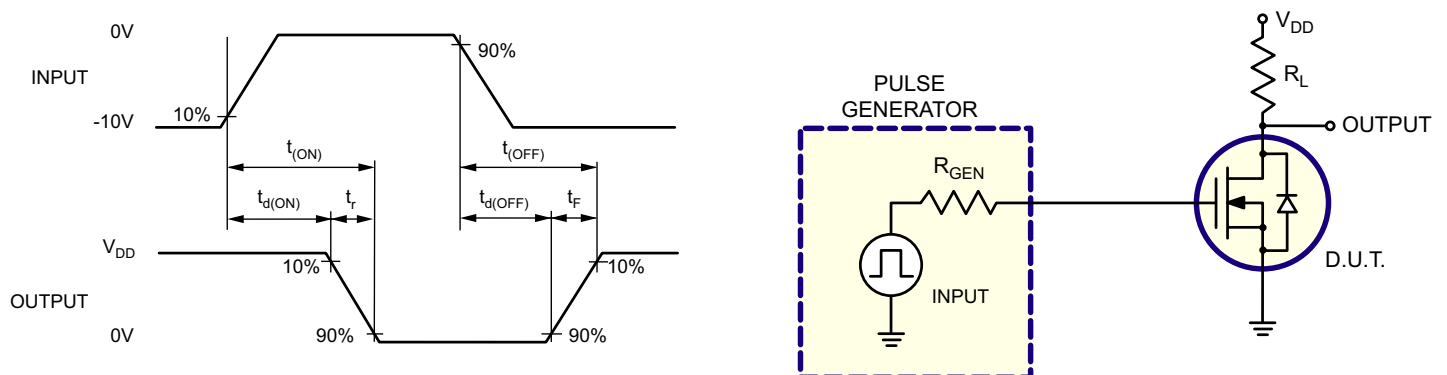 0V
90%
INPUT
10%
-10V
t(ON)
t(OFF)
td(ON)
tr
td(OFF)
tF
VDD
10%
10%
OUTPUT
90%
90%
0V
VDD
RL
PULSE
GENERATOR
OUTPUT
RGEN
INPUT
D.U.T.